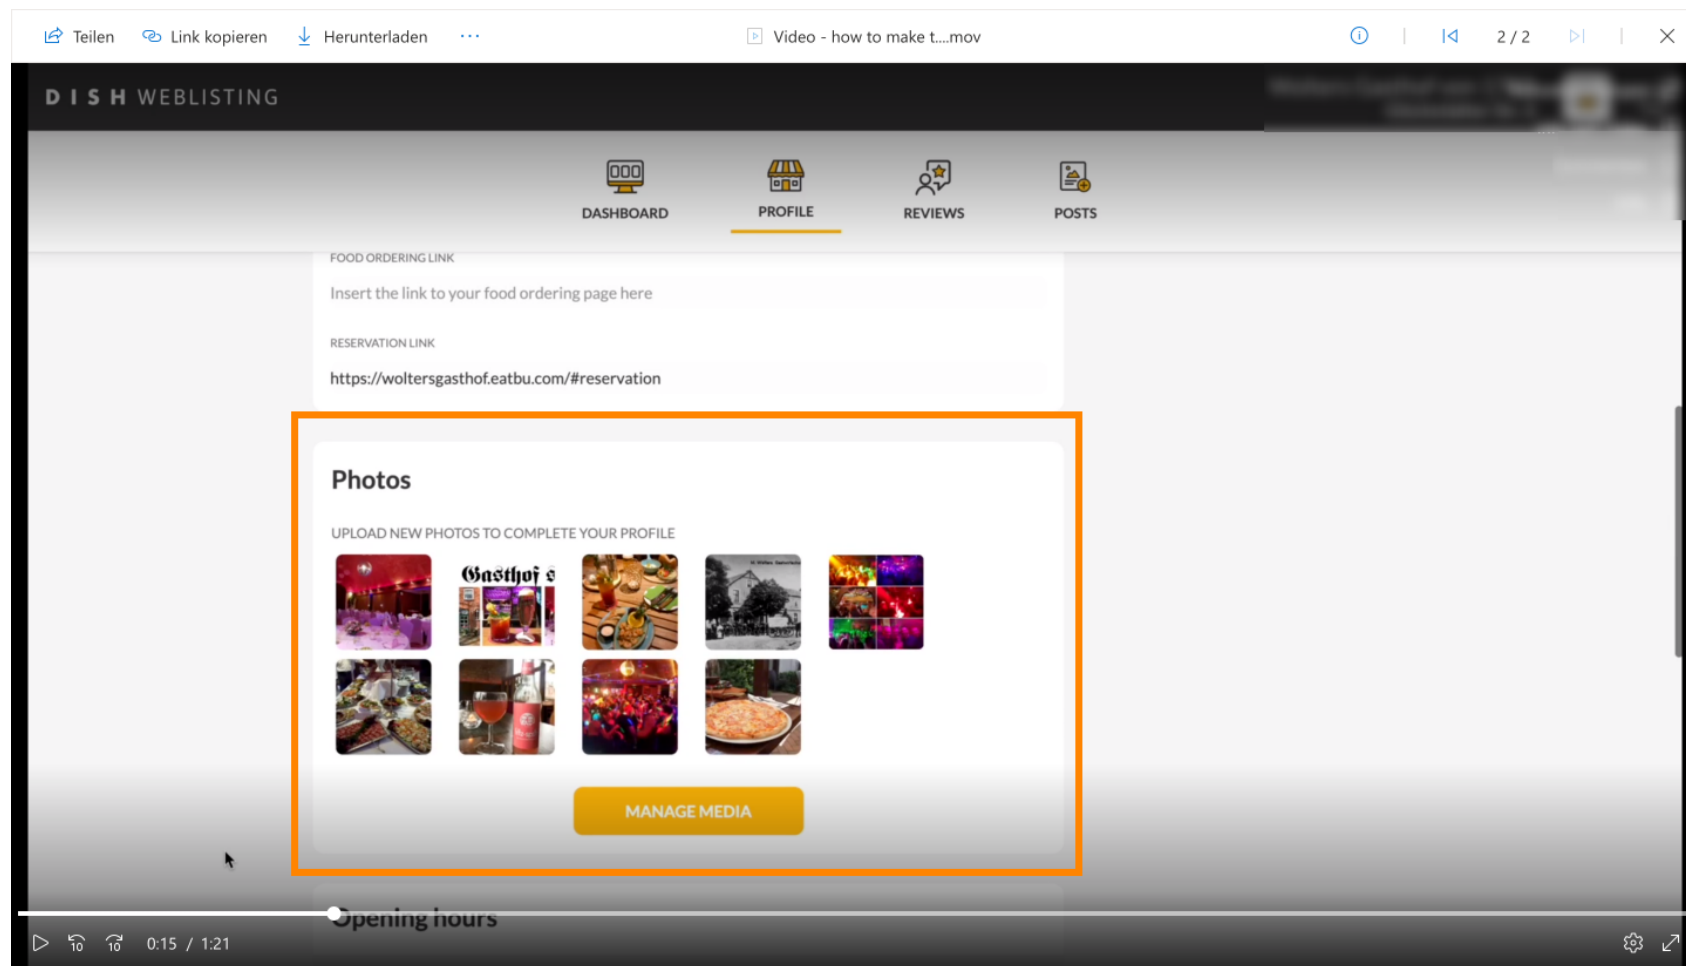 Teilen Link kopieren Herunterladen ··· Video - how to make t....mov 2 / 2
DISH WEBLISTING
DASHBOARD PROFILE REVIEWS POSTS
FOOD ORDERING LINK
Insert the link to your food ordering page here
RESERVATION LINK
https://woltersgasthof.eatbu.com/#reservation
Photos
UPLOAD NEW PHOTOS TO COMPLETE YOUR PROFILE
Gasthof s
MANAGE MEDIA
Opening hours
10 10 0:15 / 1:21